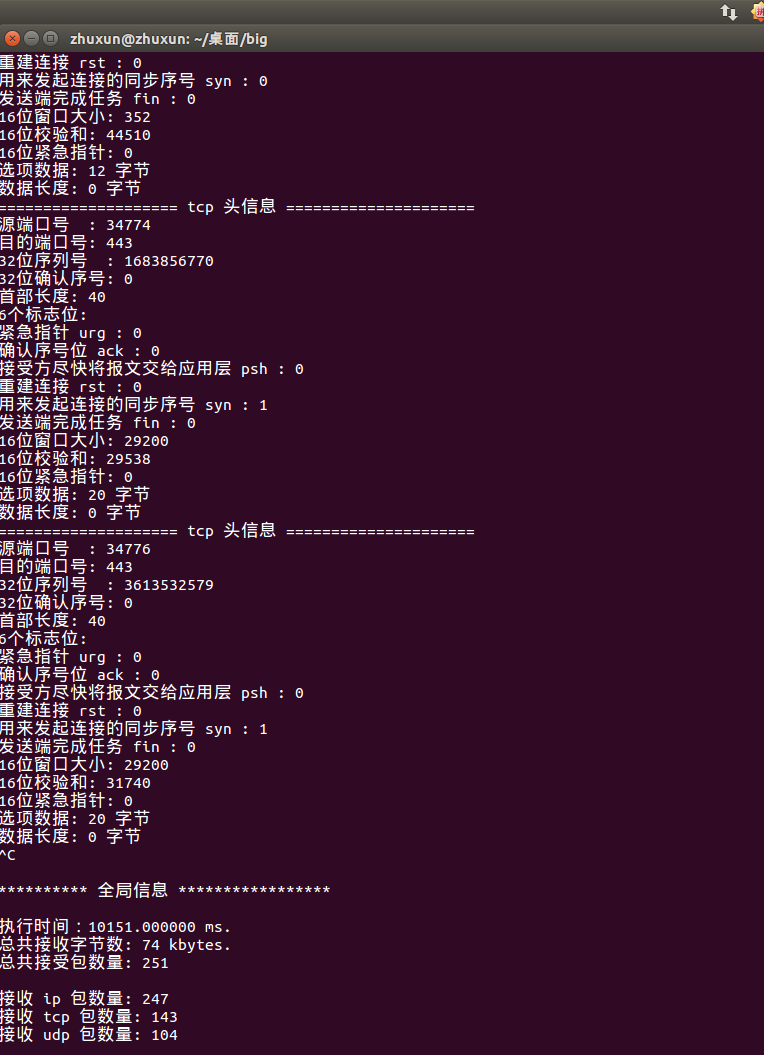 zhuxun@zhuxun: ~/桌面/big
重建连接 rst : 0
用来发起连接的同步序号 syn : 0
发送端完成任务 fin : 0
16位窗口大小: 352
16位校验和: 44510
16位紧急指针: 0
选项数据: 12 字节
数据长度: 0 字节
==================== tcp 头信息 =====================
源端口号  : 34774
目的端口号: 443
32位序列号  : 1683856770
32位确认序号: 0
首部长度: 40
6个标志位:
紧急指针 urg : 0
确认序号位 ack : 0
接受方尽快将报文交给应用层 psh : 0
重建连接 rst : 0
用来发起连接的同步序号 syn : 1
发送端完成任务 fin : 0
16位窗口大小: 29200
16位校验和: 29538
16位紧急指针: 0
选项数据: 20 字节
数据长度: 0 字节
==================== tcp 头信息 =====================
源端口号  : 34776
目的端口号: 443
32位序列号  : 3613532579
32位确认序号: 0
首部长度: 40
6个标志位:
紧急指针 urg : 0
确认序号位 ack : 0
接受方尽快将报文交给应用层 psh : 0
重建连接 rst : 0
用来发起连接的同步序号 syn : 1
发送端完成任务 fin : 0
16位窗口大小: 29200
16位校验和: 31740
16位紧急指针: 0
选项数据: 20 字节
数据长度: 0 字节
^C
********** 全局信息 *****************
执行时间：10151.000000 ms.
总共接收字节数: 74 kbytes.
总共接受包数量: 251
接收 ip 包数量: 247
接收 tcp 包数量: 143
接收 udp 包数量: 104